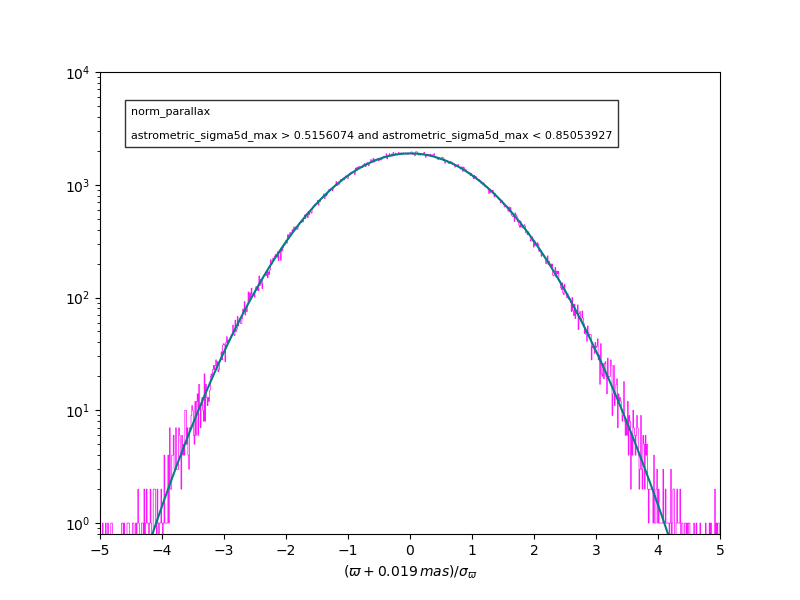 norm_parallax
astrometric_sigma5d_max > 0.5156074 and astrometric_sigma5d_max < 0.85053927
10⁴
10³
10²
10¹
10⁰
−5 −4 −3 −2 −1 0 1 2 3 4 5
(ϖ + 0.019 mas)/σ_ϖ